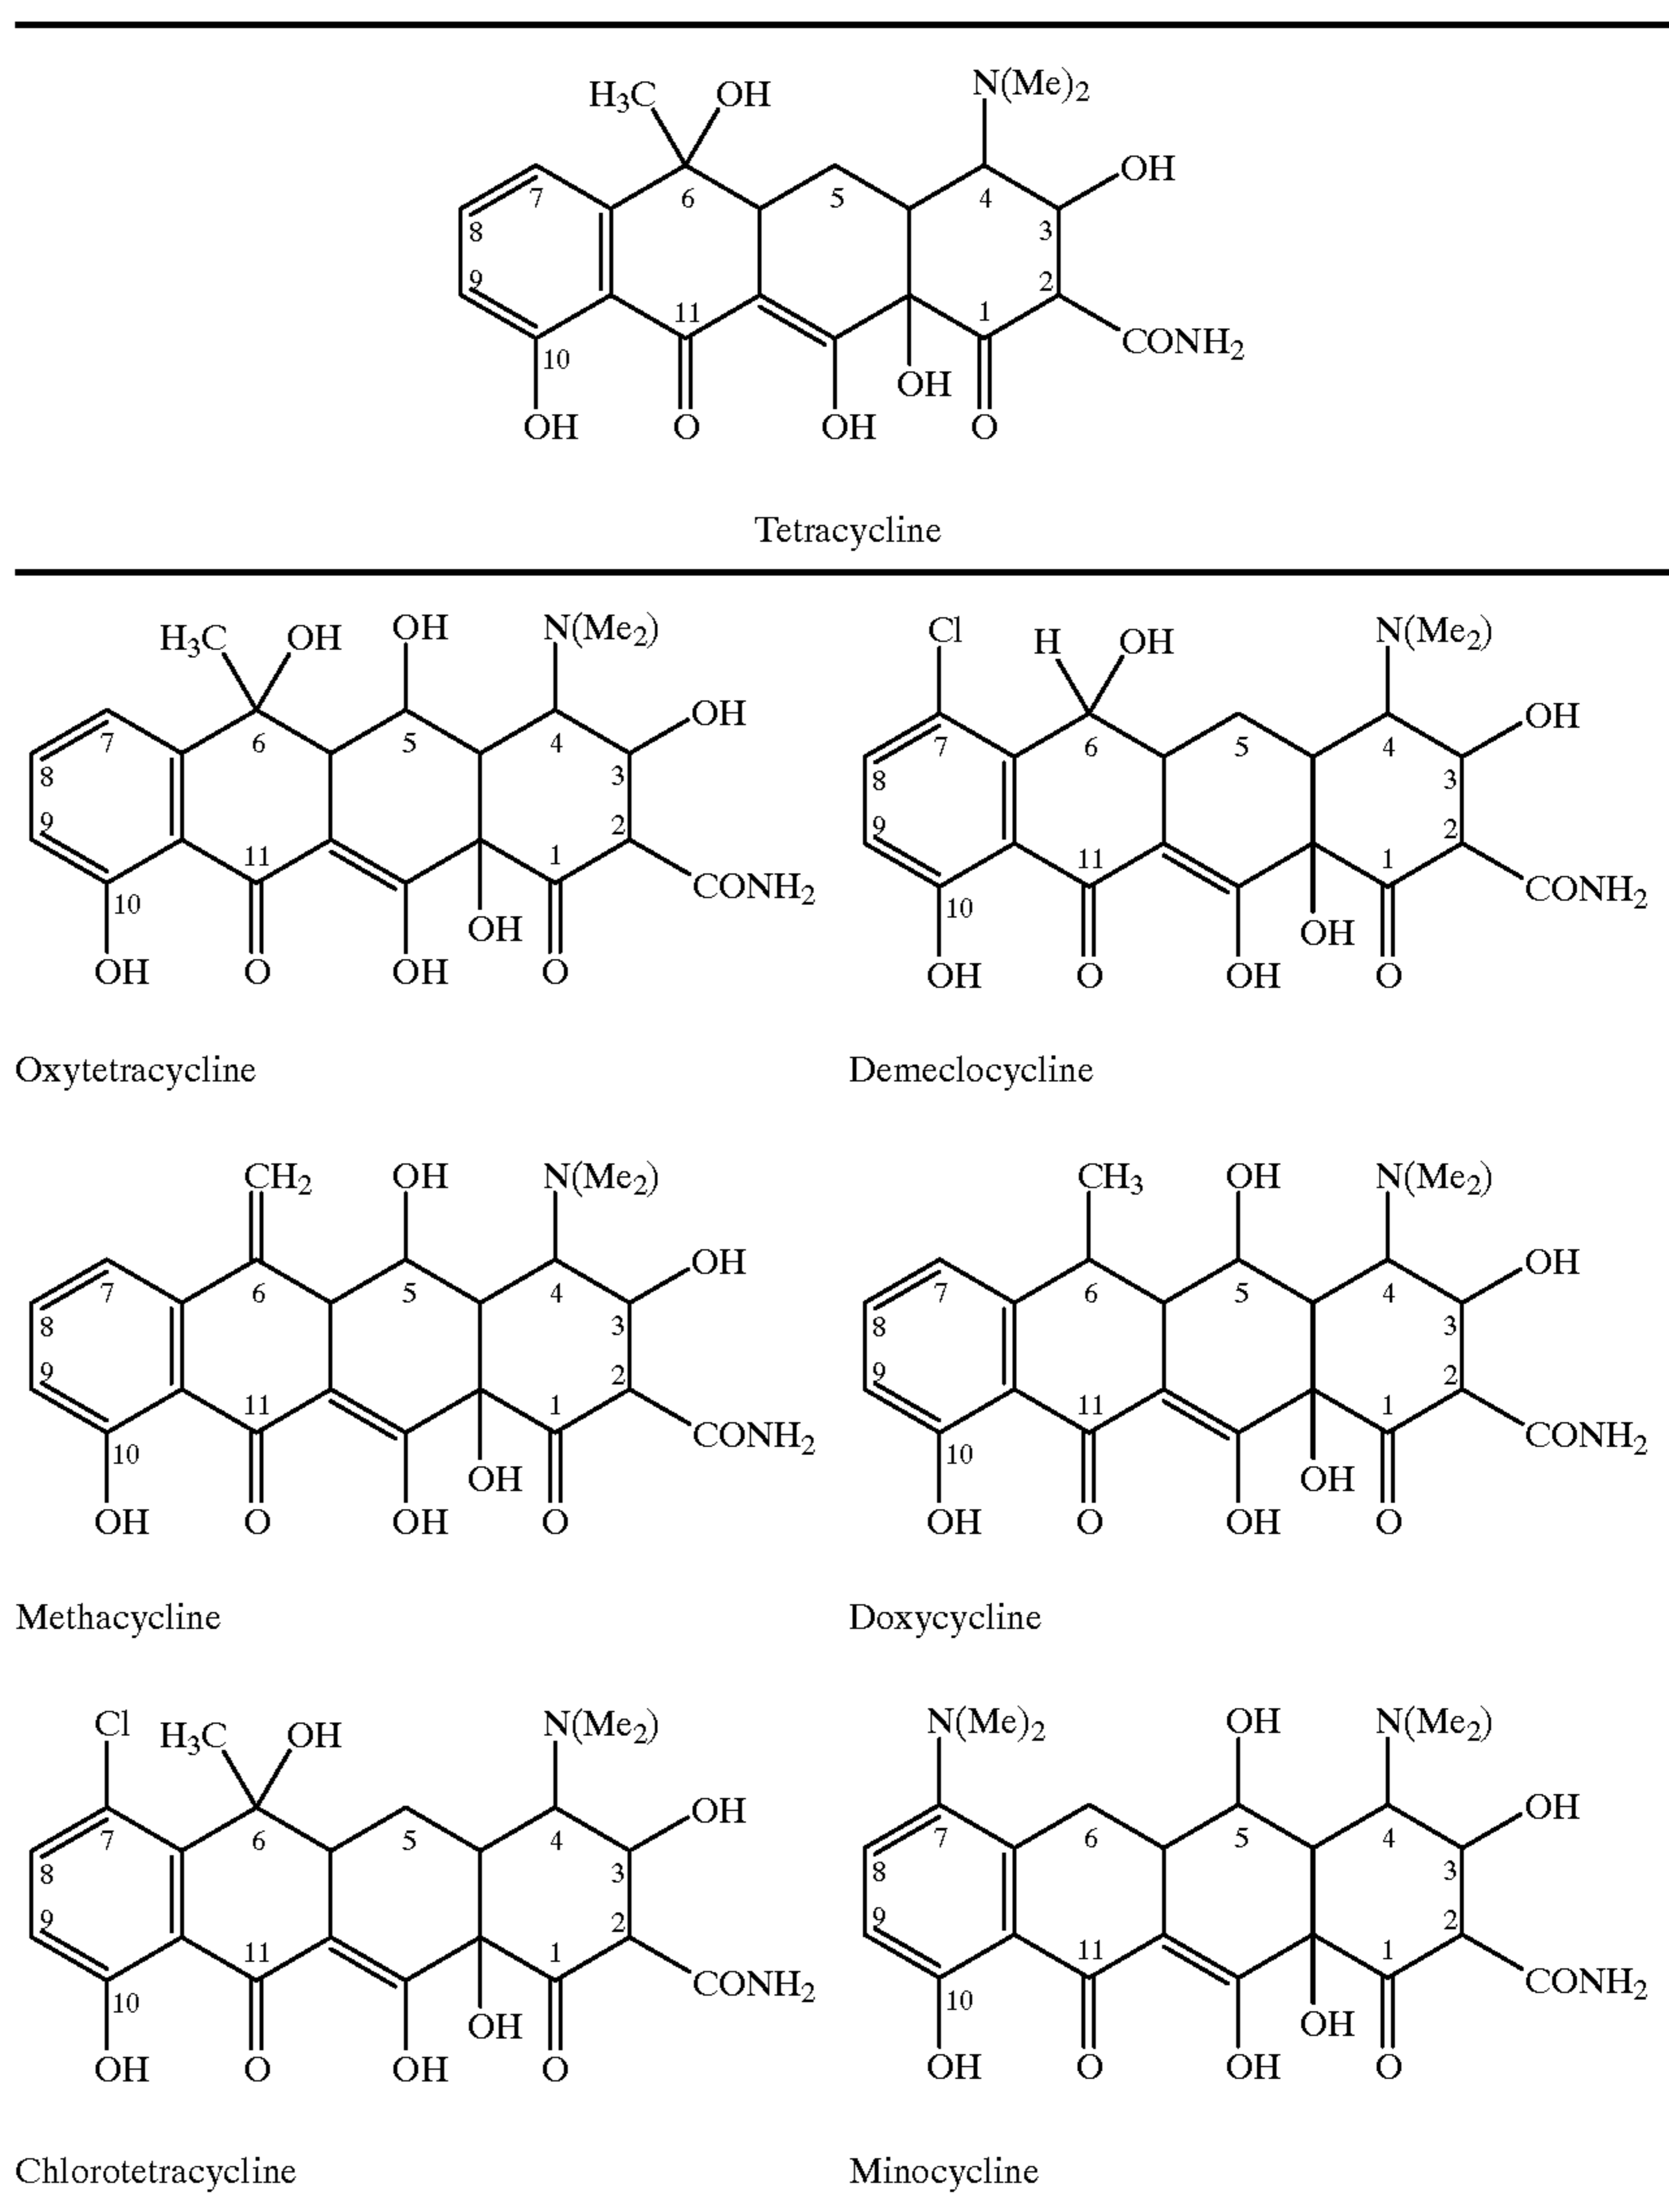 H₃C OH N(Me)₂
OH
7 6 5 4
8 3
9 2
11 1
CONH₂
10
OH
OH O OH O
Tetracycline
H₃C OH OH N(Me₂)
OH
7 6 5 4
8 3
9 2
11 1
CONH₂
10
OH
OH O OH O
Oxytetracycline
Cl H OH N(Me₂)
OH
7 6 5 4
8 3
9 2
11 1
CONH₂
10
OH
OH O OH O
Demeclocycline
CH₂ OH N(Me₂)
OH
7 6 5 4
8 3
9 2
11 1
CONH₂
10
OH
OH O OH O
Methacycline
CH₃ OH N(Me₂)
OH
7 6 5 4
8 3
9 2
11 1
CONH₂
10
OH
OH O OH O
Doxycycline
Cl H₃C OH N(Me₂)
OH
7 6 5 4
8 3
9 2
11 1
CONH₂
10
OH
OH O OH O
Chlorotetracycline
N(Me)₂ OH N(Me₂)
OH
7 6 5 4
8 3
9 2
11 1
CONH₂
10
OH
OH O OH O
Minocycline